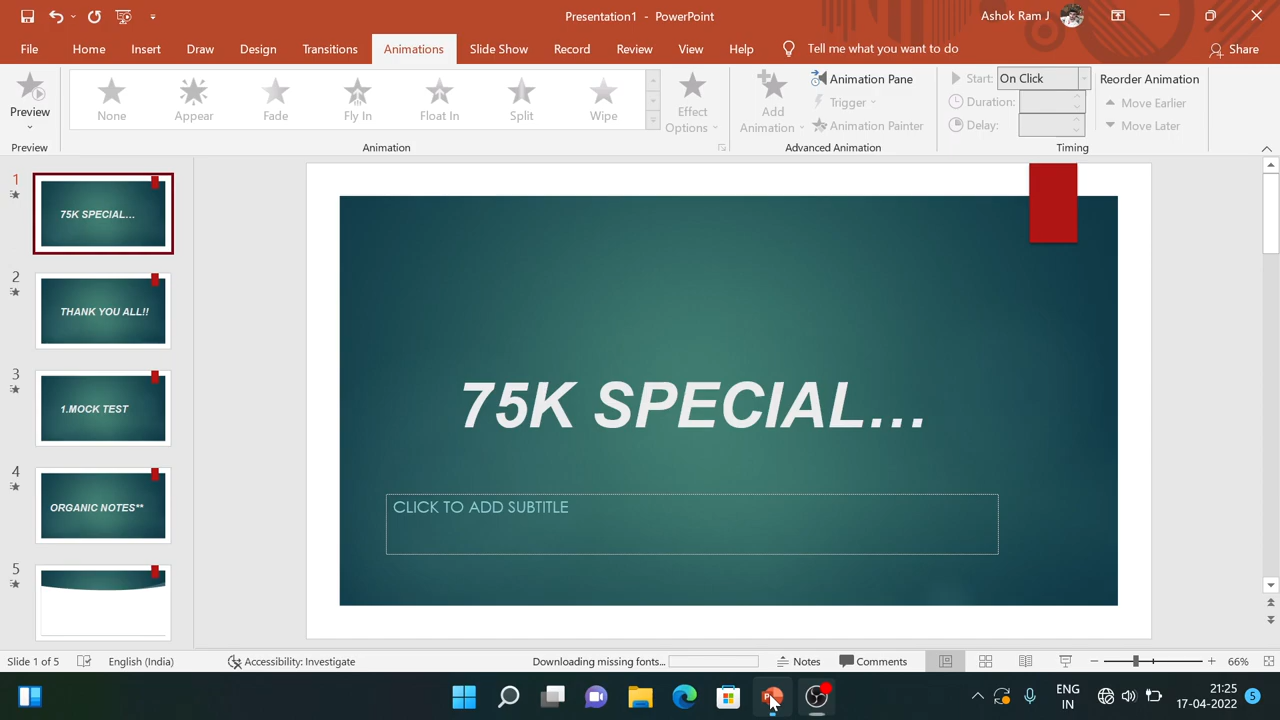 Presentation1 - PowerPoint
Ashok Ram J
File
Home
Insert
Draw
Design
Transitions
Animations
Slide Show
Record
Review
View
Help
Tell me what you want to do
Share
Preview
Preview
None
Appear
Fade
Fly In
Float In
Split
Wipe
Animation
Effect
Options
Add
Animation
Animation Pane
Trigger
Animation Painter
Advanced Animation
Start: On Click
Duration:
Delay:
Reorder Animation
Move Earlier
Move Later
Timing
1
75K SPECIAL…
2
THANK YOU ALL!!
3
1.MOCK TEST
4
ORGANIC NOTES**
5
75K SPECIAL…
CLICK TO ADD SUBTITLE
Slide 1 of 5
English (India)
Accessibility: Investigate
Downloading missing fonts...
Notes
Comments
66%
ENG
IN
21:25
17-04-2022
5